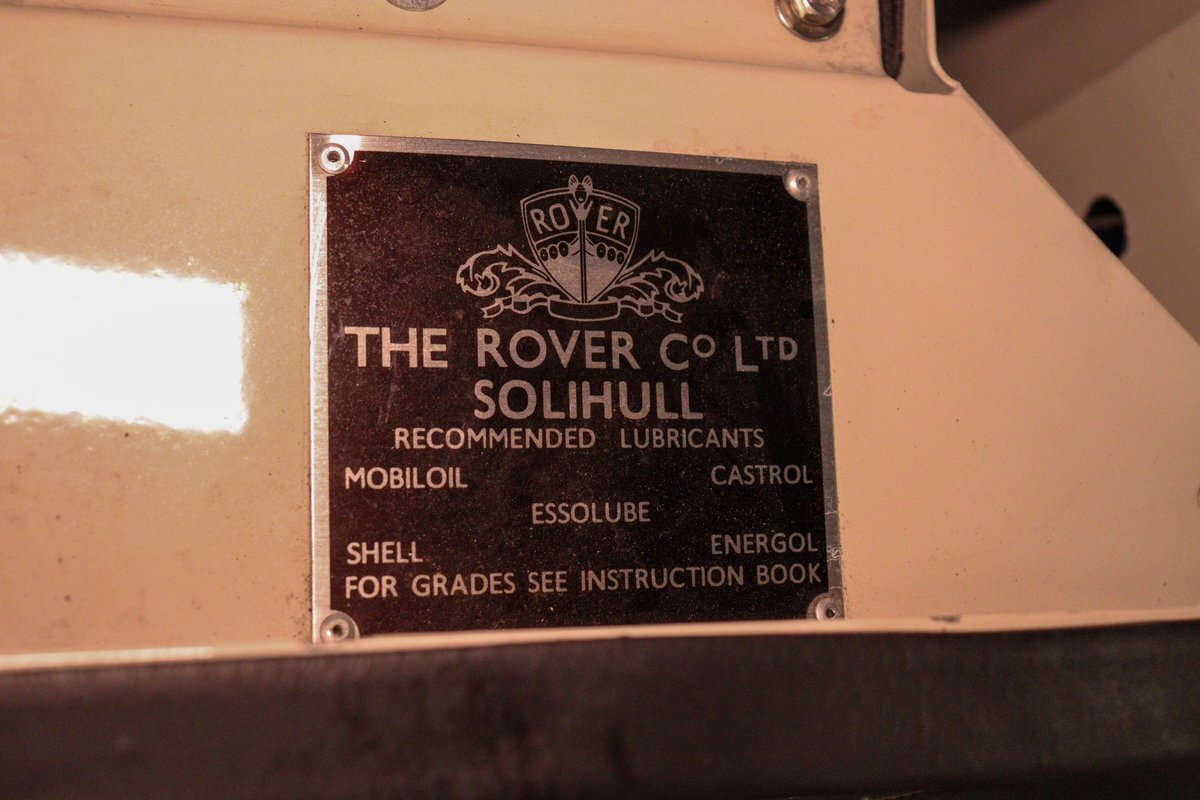 ROVER
THE ROVER Co LTD
SOLIHULL
RECOMMENDED LUBRICANTS
MOBILOIL CASTROL
ESSOLUBE
SHELL ENERGOL
FOR GRADES SEE INSTRUCTION BOOK